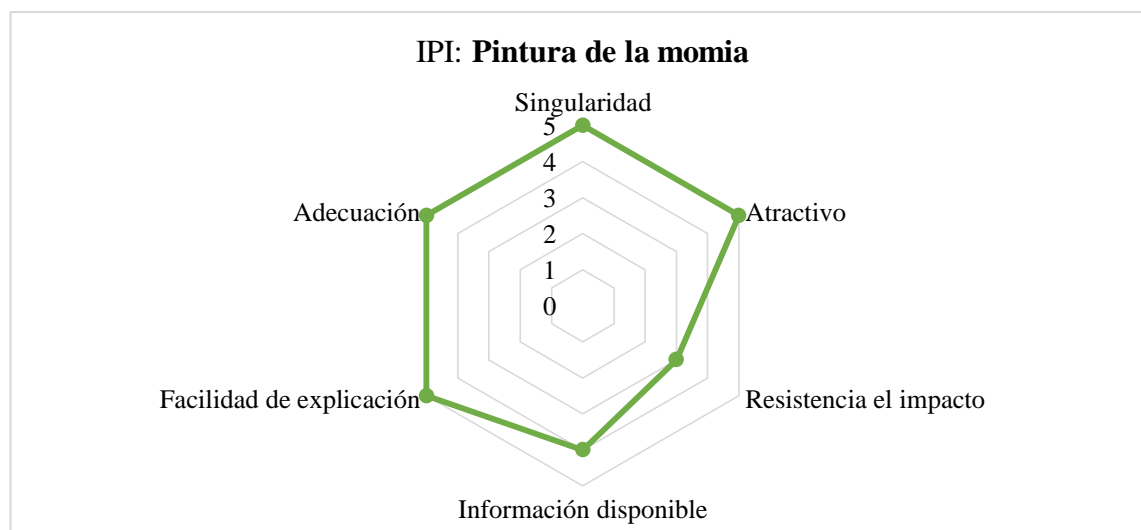 IPI: Pintura de la momia
Singularidad
5
4
3
2
1
0
Adecuación
Atractivo
Facilidad de explicación
Resistencia el impacto
Información disponible